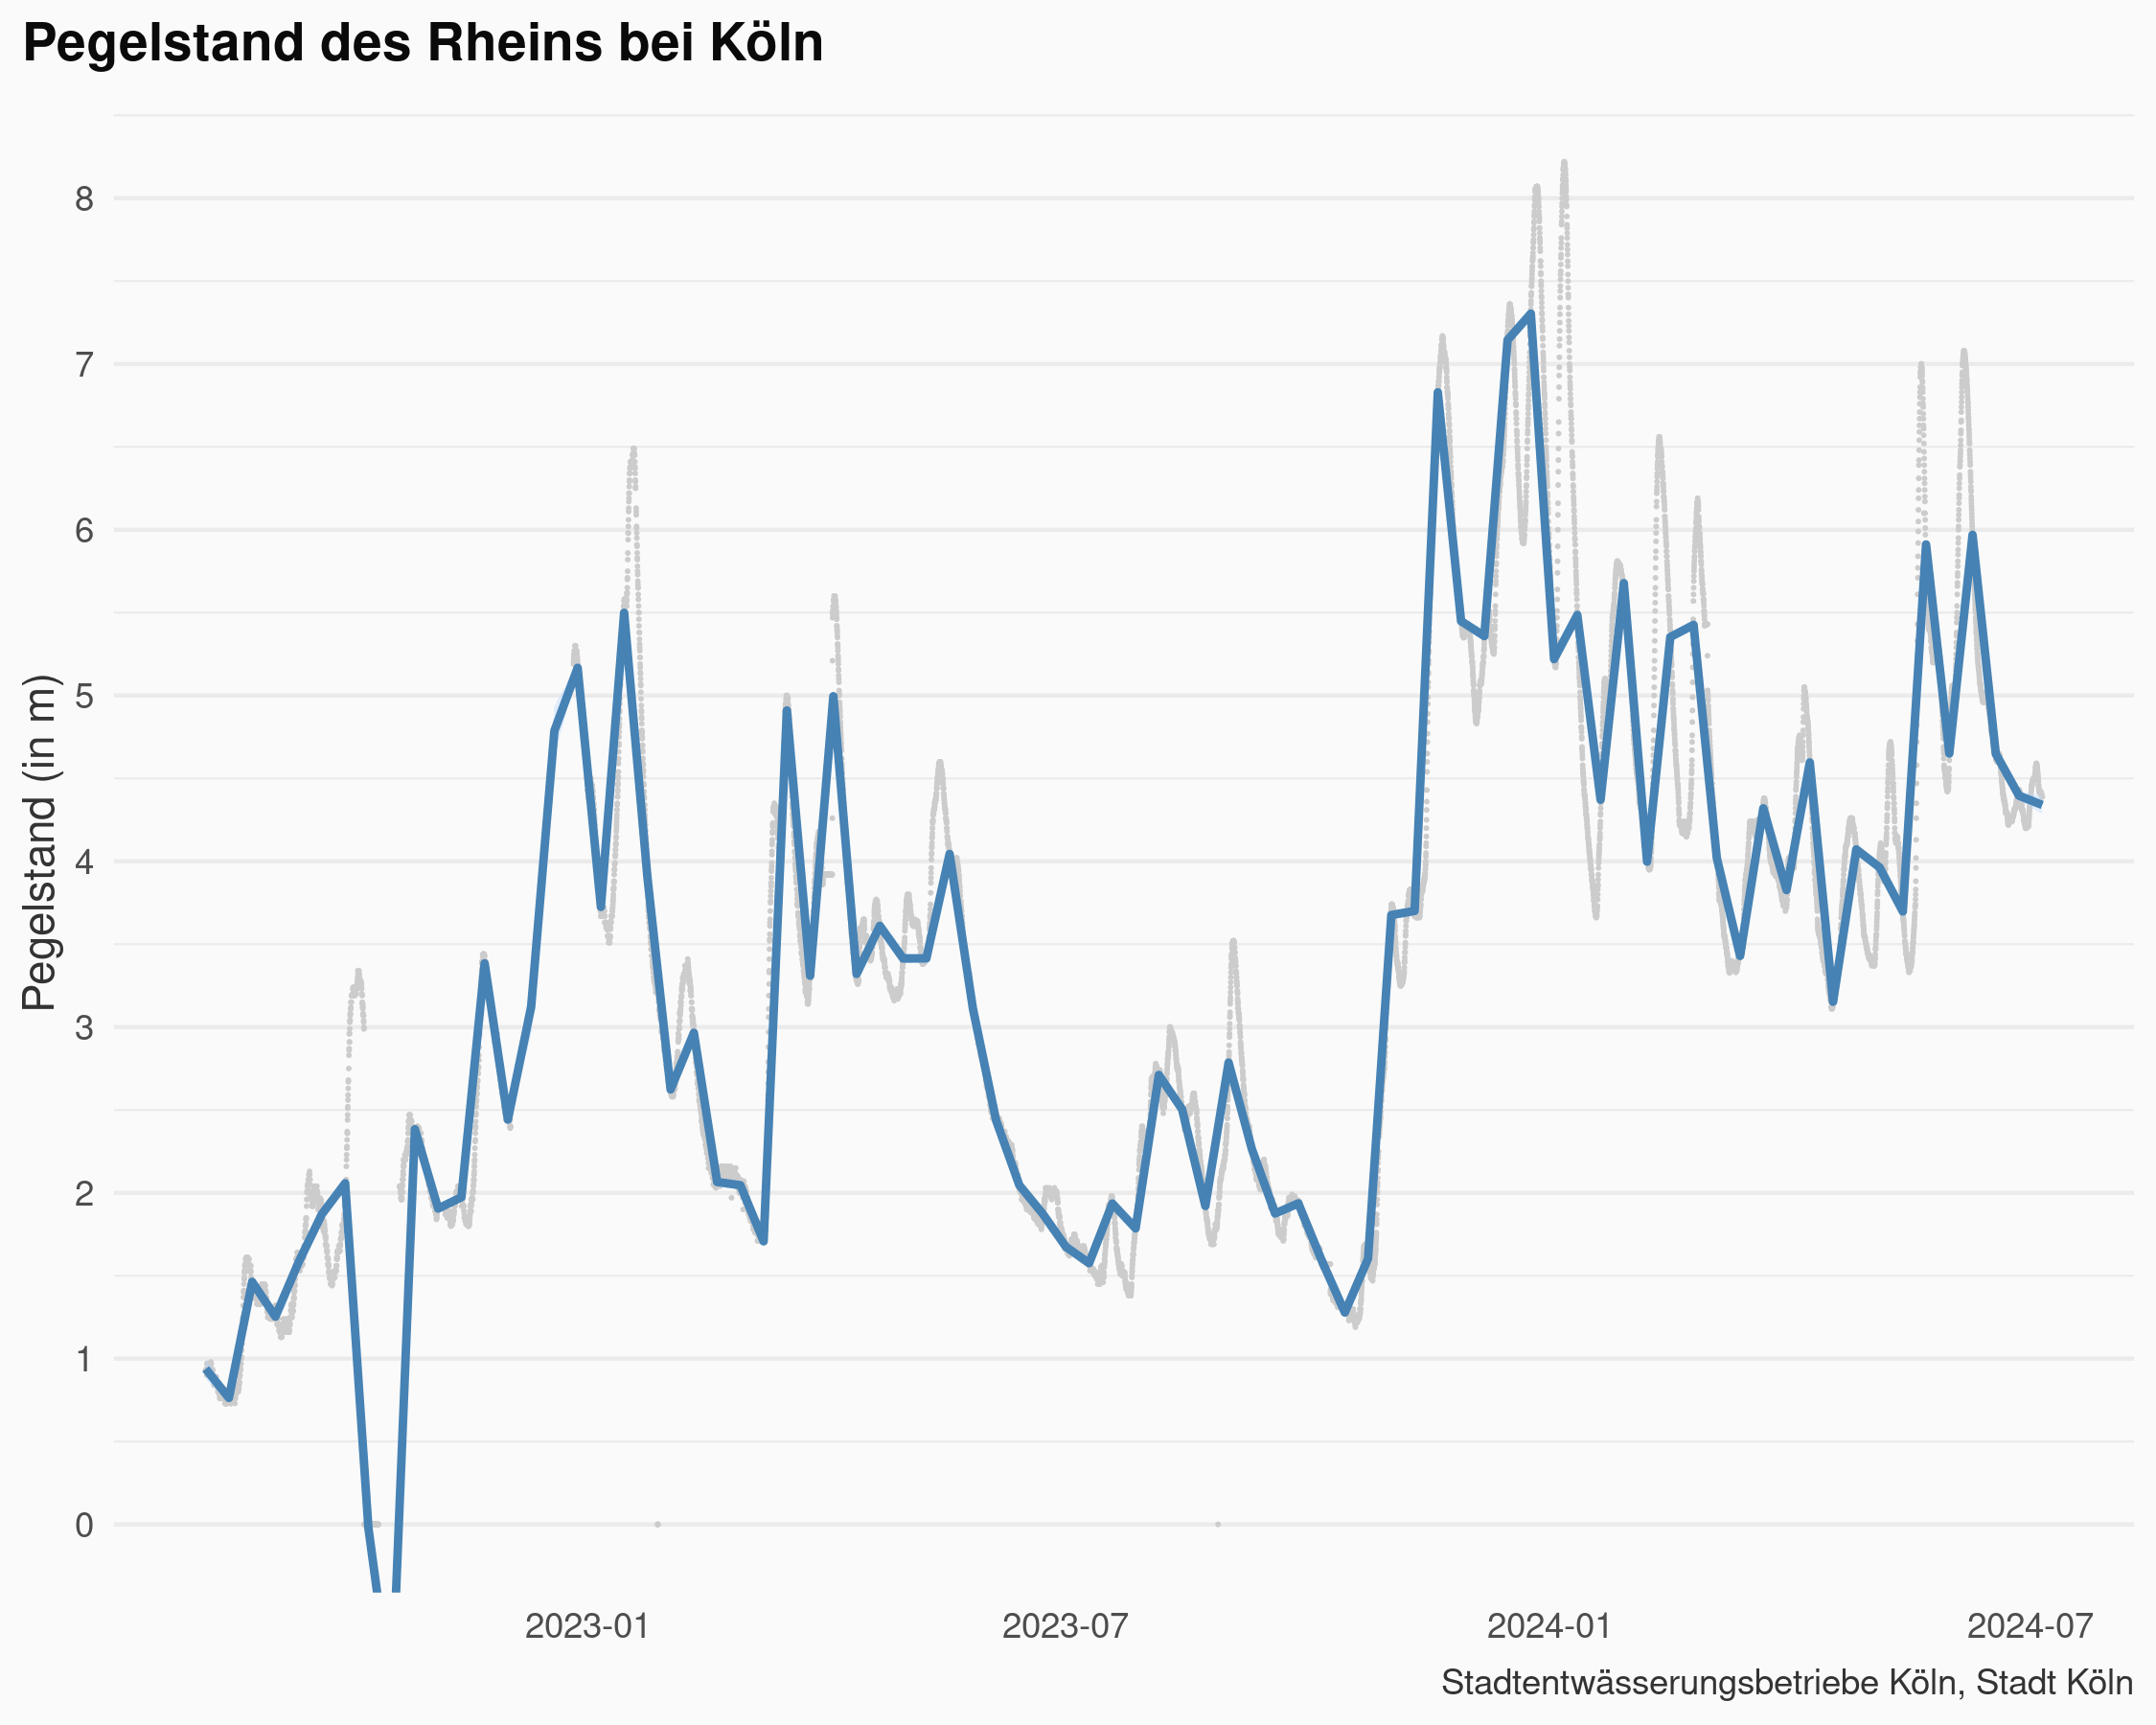 Pegelstand des Rheins bei Köln
Pegelstand (in m)
8
7
6
5
4
3
2
1
0
2023-01 2023-07 2024-01 2024-07
Stadtentwässerungsbetriebe Köln, Stadt Köln